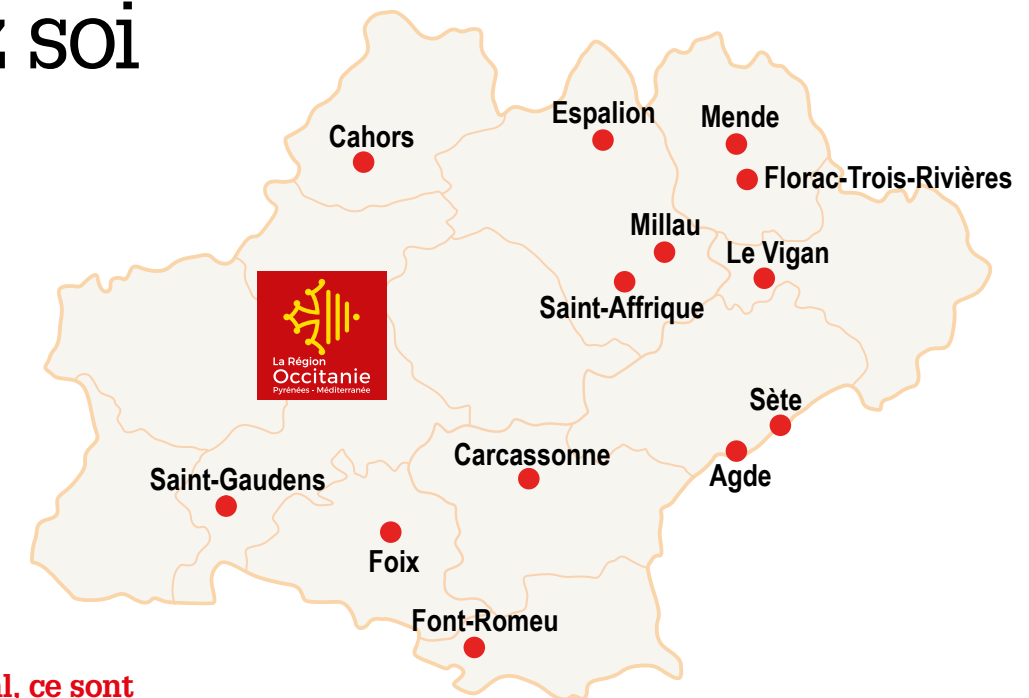 soi
Cahors
Espalion
Mende
Florac-Trois-Rivières
Millau
Le Vigan
Saint-Affrique
La Région
Occitanie
Pyrénées - Méditerranée
Sète
Carcassonne
Agde
Saint-Gaudens
Foix
Font-Romeu
ce sont